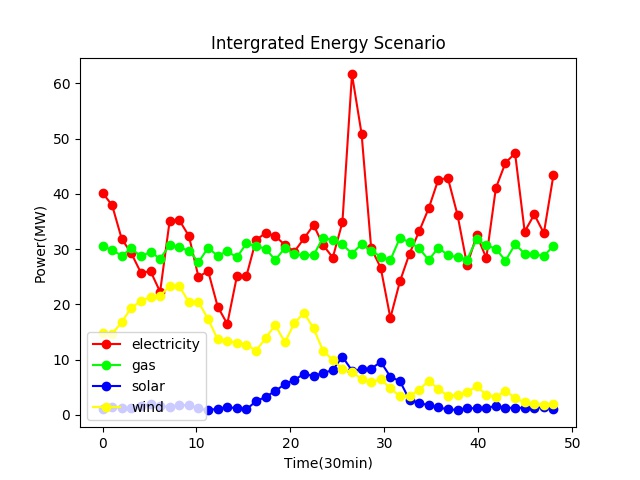 Intergrated Energy Scenario
Power(MW)
60
50
40
30
20
10
0
electricity
gas
solar
wind
0 10 20 30 40 50
Time(30min)